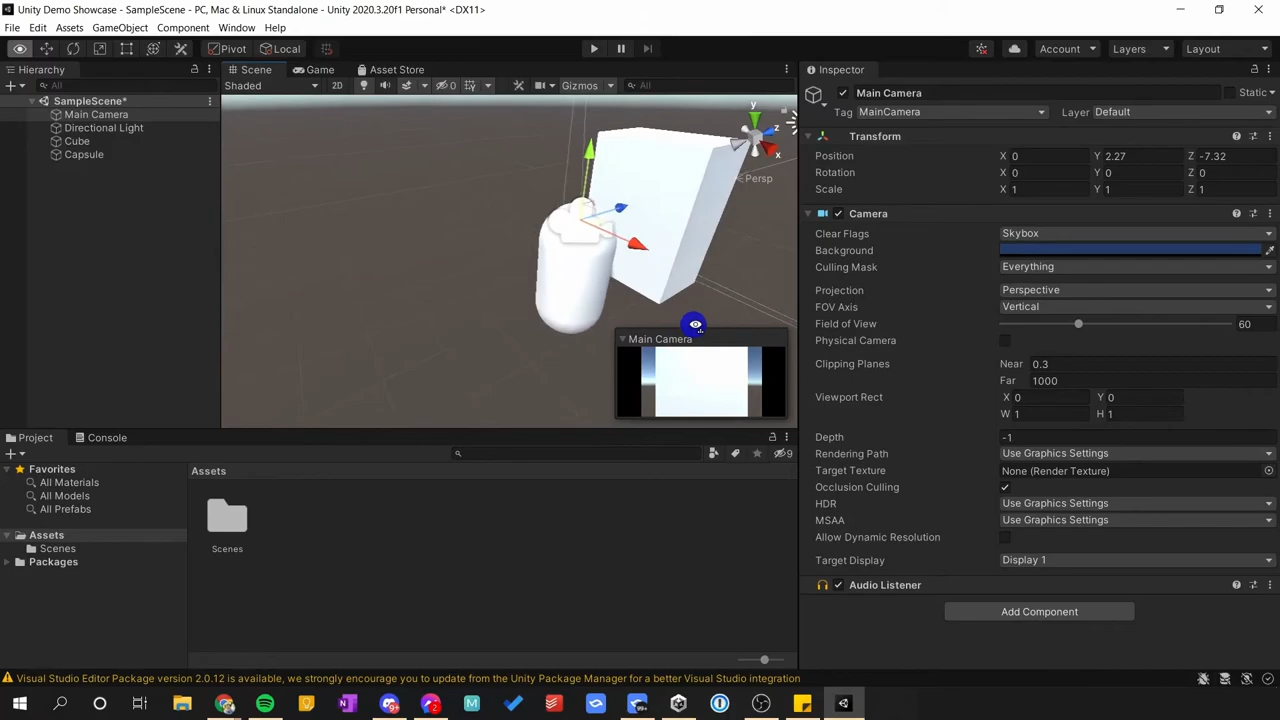 Unity Demo Showcase - SampleScene - PC, Mac & Linux Standalone - Unity 2020.3.20f1 Personal* <DX11>
File Edit Assets GameObject Component Window Help
Pivot Local Account Layers Layout
Hierarchy
All
SampleScene*
Main Camera
Directional Light
Cube
Capsule
Scene Game Asset Store
Shaded 2D 0 Gizmos All
y
z
x
Persp
Main Camera
Inspector
Main Camera Static
Tag MainCamera Layer Default
Transform
Position X 0 Y 2.27 Z -7.32
Rotation X 0 Y 0 Z 0
Scale X 1 Y 1 Z 1
Camera
Clear Flags Skybox
Background
Culling Mask Everything
Projection Perspective
FOV Axis Vertical
Field of View 60
Physical Camera
Clipping Planes Near 0.3
Far 1000
Viewport Rect X 0 Y 0
W 1 H 1
Depth -1
Rendering Path Use Graphics Settings
Target Texture None (Render Texture)
Occlusion Culling
HDR Use Graphics Settings
MSAA Use Graphics Settings
Allow Dynamic Resolution
Target Display Display 1
Audio Listener
Add Component
Project Console
9
Favorites
All Materials
All Models
All Prefabs
Assets
Scenes
Packages
Assets
Scenes
Visual Studio Editor Package version 2.0.12 is available, we strongly encourage you to update from the Unity Package Manager for a better Visual Studio integration